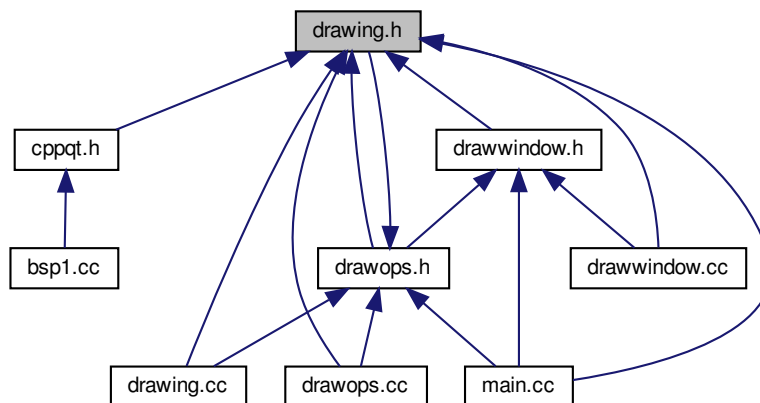 drawing.h
cppqt.h
drawwindow.h
bsp1.cc
drawops.h
drawwindow.cc
drawing.cc
drawops.cc
main.cc